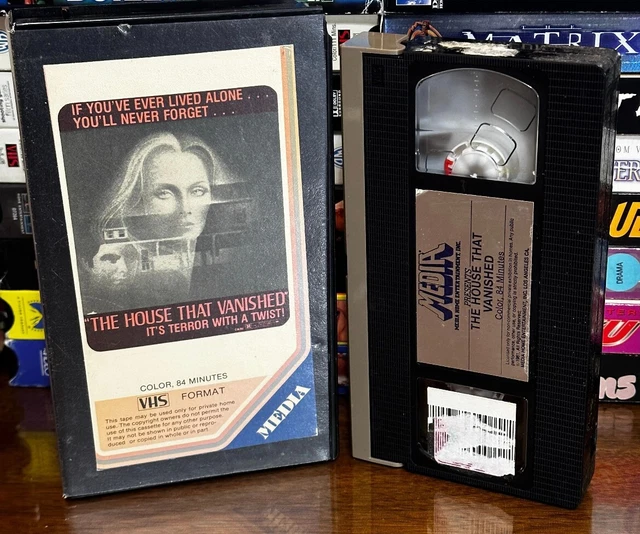 IF YOU'VE EVER LIVED ALONE . . .
YOU'LL NEVER FORGET . . .
"THE HOUSE THAT VANISHED"
IT'S TERROR WITH A TWIST!
COLOR, 84 MINUTES
VHS FORMAT
This tape may be used only for private home
use. The copyright owners do not permit the
use of this cassette for any other purpose.
It may not be shown in public or repro-
duced or copied in whole or in part.
MEDIA
MEDIA
MEDIA HOME ENTERTAINMENT, INC.
PRESENTS
THE HOUSE THAT
VANISHED
Color, 84 Minutes
MATRIX
DRAMA